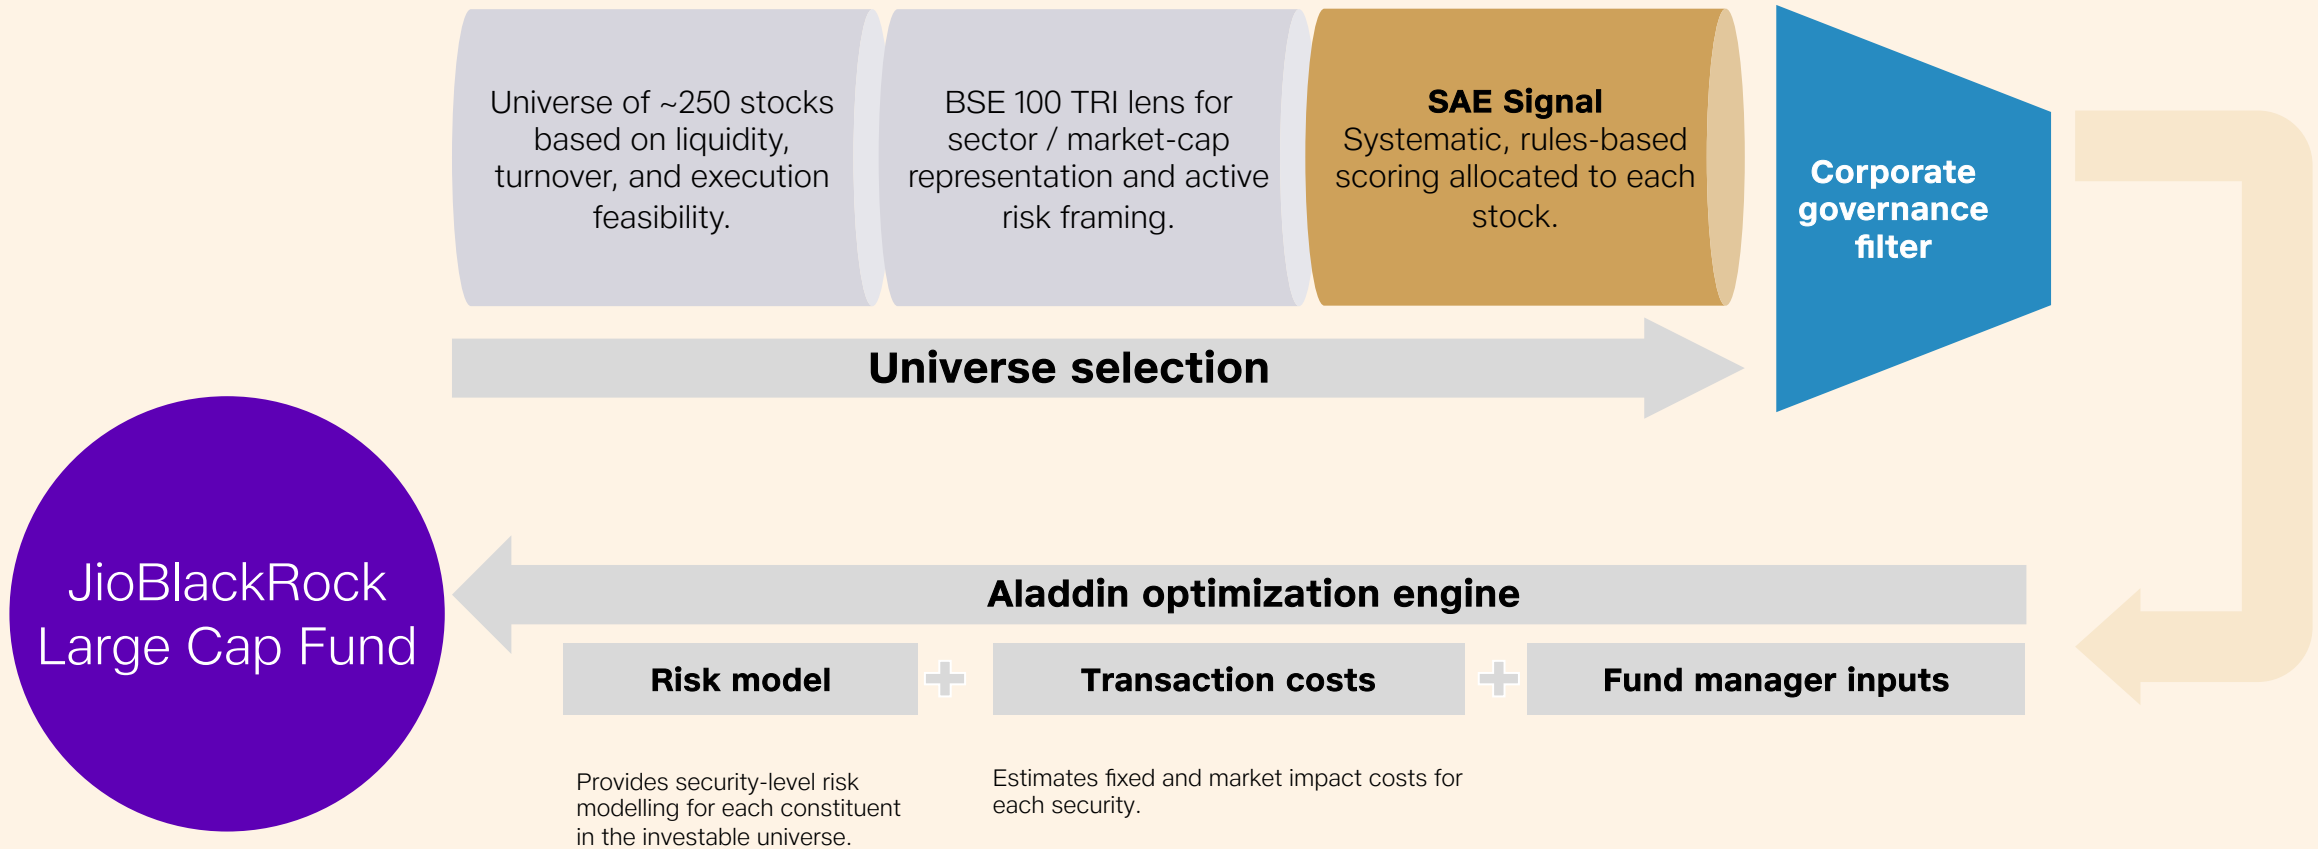 Universe of ~250 stocks
based on liquidity,
turnover, and execution
feasibility.
BSE 100 TRI lens for
sector / market-cap
representation and active
risk framing.
SAE Signal
Systematic, rules-based
scoring allocated to each
stock.
Corporate
governance
filter
Universe selection
JioBlackRock
Large Cap Fund
Aladdin optimization engine
Risk model
Transaction costs
Fund manager inputs
Provides security-level risk
modelling for each constituent
in the investable universe.
Estimates fixed and market impact costs for
each security.